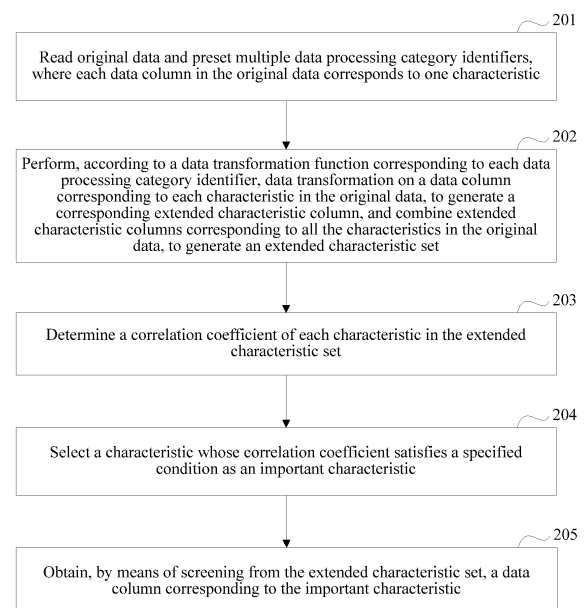 201
Read original data and preset multiple data processing category identifiers,
where each data column in the original data corresponds to one characteristic
202
Perform, according to a data transformation function corresponding to each data
processing category identifier, data transformation on a data column
corresponding to each characteristic in the original data, to generate a
corresponding extended characteristic column, and combine extended
characteristic columns corresponding to all the characteristics in the original
data, to generate an extended characteristic set
203
Determine a correlation coefficient of each characteristic in the extended
characteristic set
204
Select a characteristic whose correlation coefficient satisfies a specified
condition as an important characteristic
205
Obtain, by means of screening from the extended characteristic set, a data
column corresponding to the important characteristic